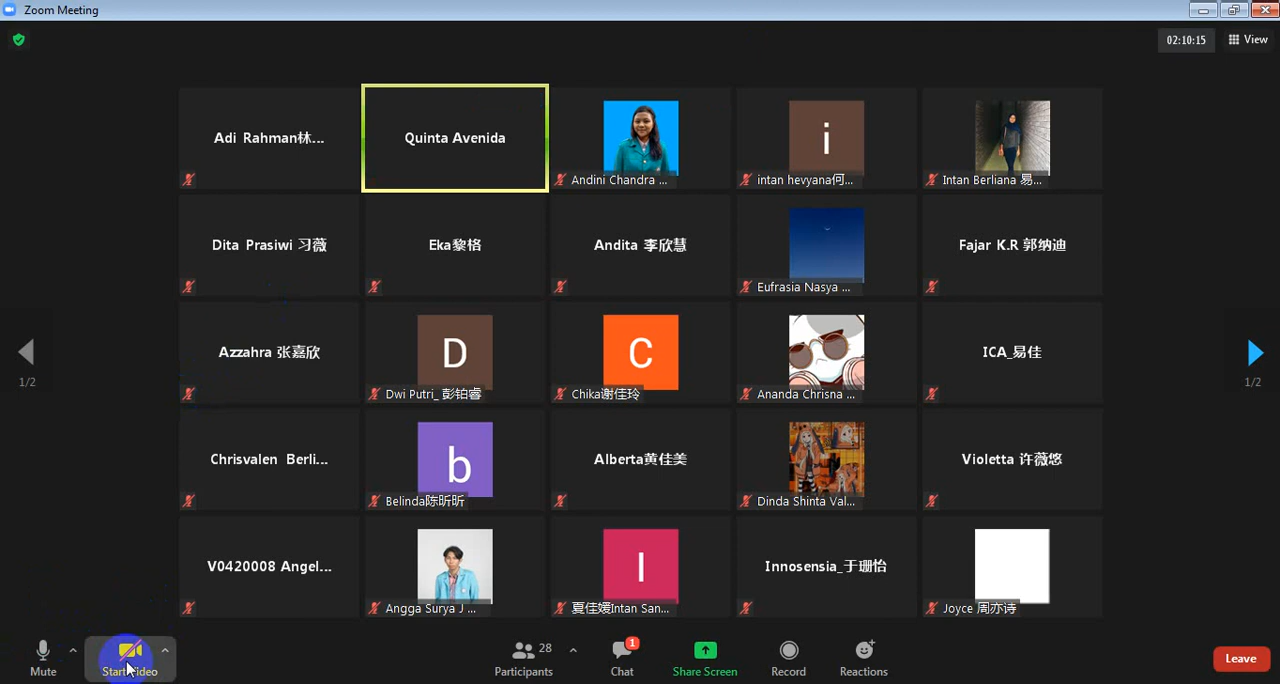 Zoom Meeting
02:10:15
View
Adi Rahman林...
Quinta Avenida
Andini Chandra ...
intan hevyana何...
Intan Berliana 易...
Dita Prasiwi 习薇
Eka黎格
Andita 李欣慧
Eufrasia Nasya ...
Fajar K.R 郭纳迪
Azzahra 张嘉欣
D
Dwi Putri_ 彭铂睿
C
Chika谢佳玲
Ananda Chrisna ...
ICA_易佳
1/2
1/2
Chrisvalen Berli...
b
Belinda陈昕昕
Alberta黄佳美
Dinda Shinta Val...
Violetta 许薇悠
V0420008 Angel...
Angga Surya J ...
I
夏佳媛Intan San...
Innosensia_于珊怡
Joyce 周亦诗
i
Mute
Start Video
28
Participants
1
Chat
Share Screen
Record
Reactions
Leave